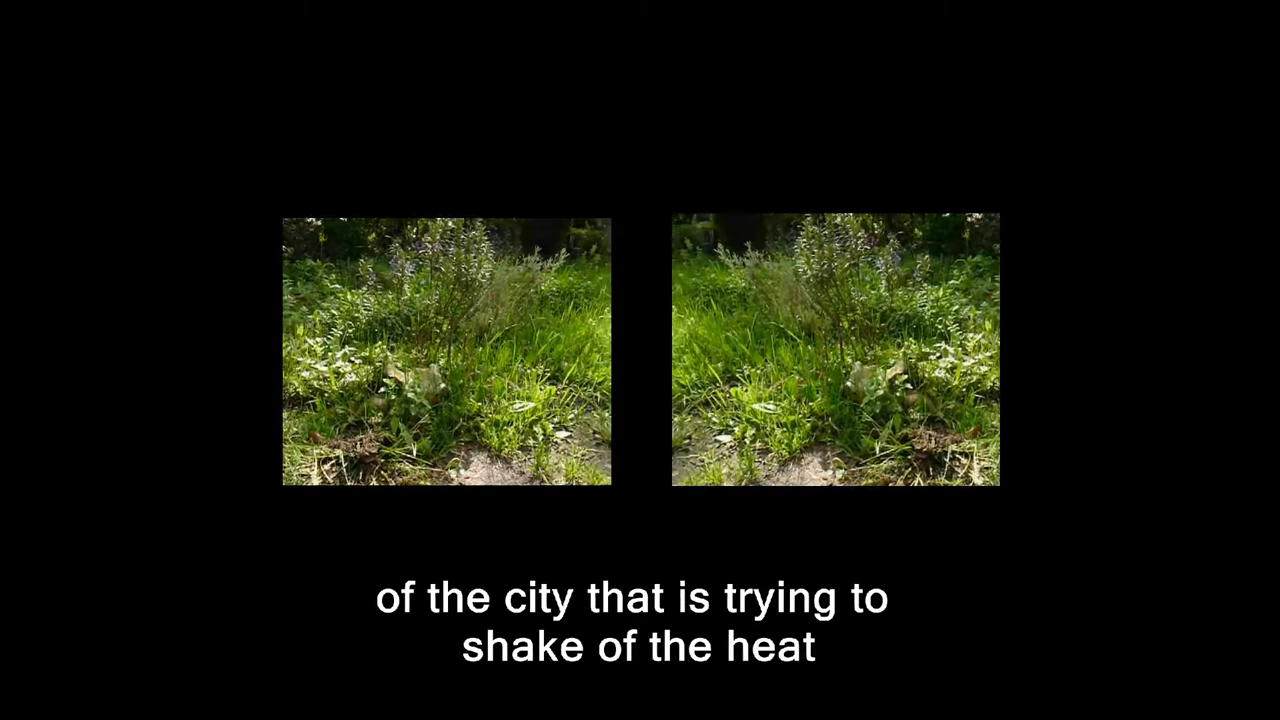 of the city that is trying to
shake of the heat